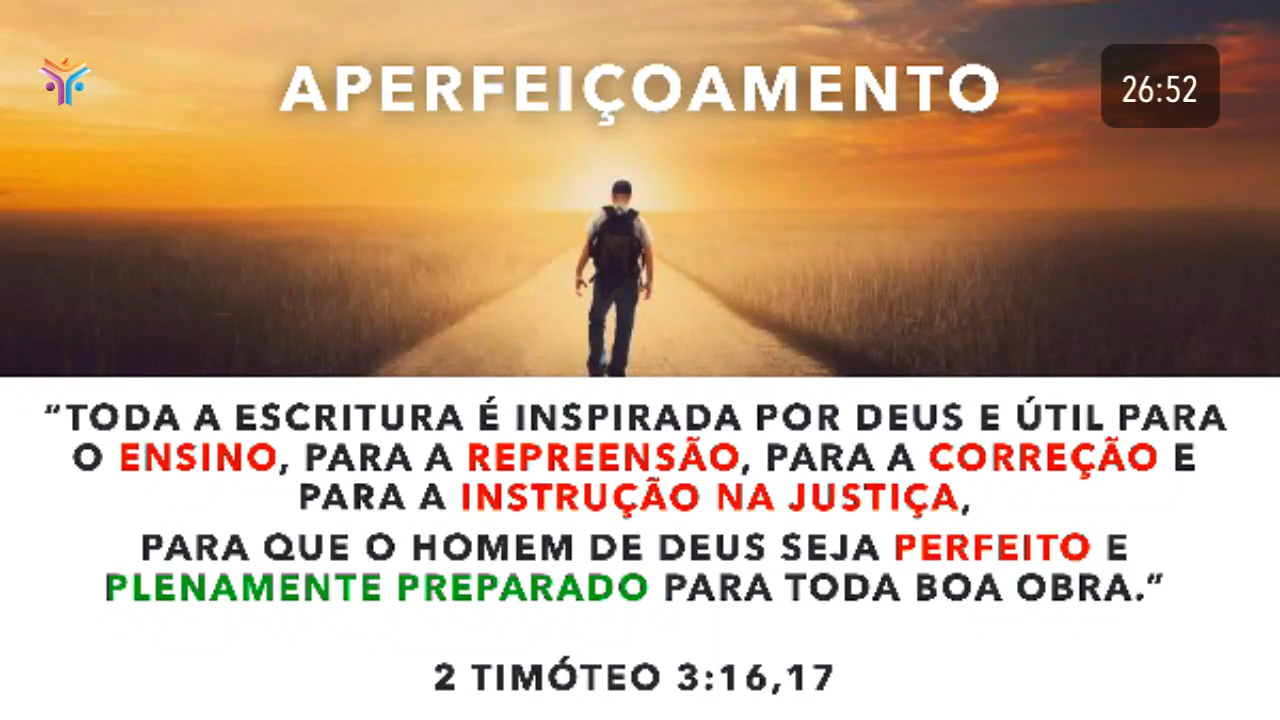 APERFEIÇOAMENTO
26:52
“TODA A ESCRITURA É INSPIRADA POR DEUS E ÚTIL PARA
O ENSINO, PARA A REPREENSÃO, PARA A CORREÇÃO E
PARA A INSTRUÇÃO NA JUSTIÇA,
PARA QUE O HOMEM DE DEUS SEJA PERFEITO E
PLENAMENTE PREPARADO PARA TODA BOA OBRA.”
2 TIMÓTEO 3:16,17